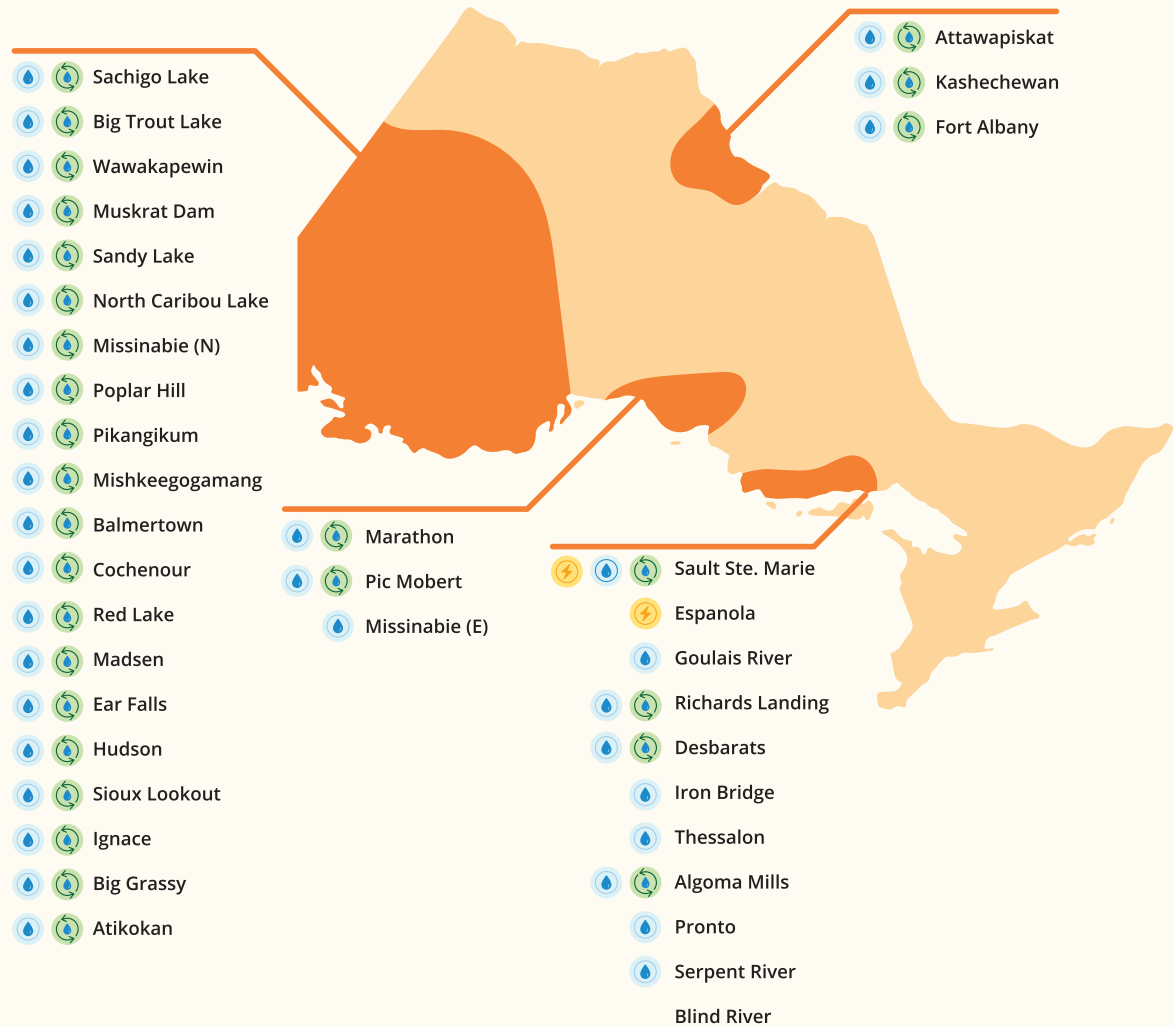 Sachigo Lake
Big Trout Lake
Wawakapewin
Muskrat Dam
Sandy Lake
North Caribou Lake
Missinabie (N)
Poplar Hill
Pikangikum
Mishkeegogamang
Balmertown
Cochenour
Red Lake
Madsen
Ear Falls
Hudson
Sioux Lookout
Ignace
Big Grassy
Atikokan
Attawapiskat
Kashechewan
Fort Albany
Marathon
Pic Mobert
Missinabie (E)
Sault Ste. Marie
Espanola
Goulais River
Richards Landing
Desbarats
Iron Bridge
Thessalon
Algoma Mills
Pronto
Serpent River
Blind River